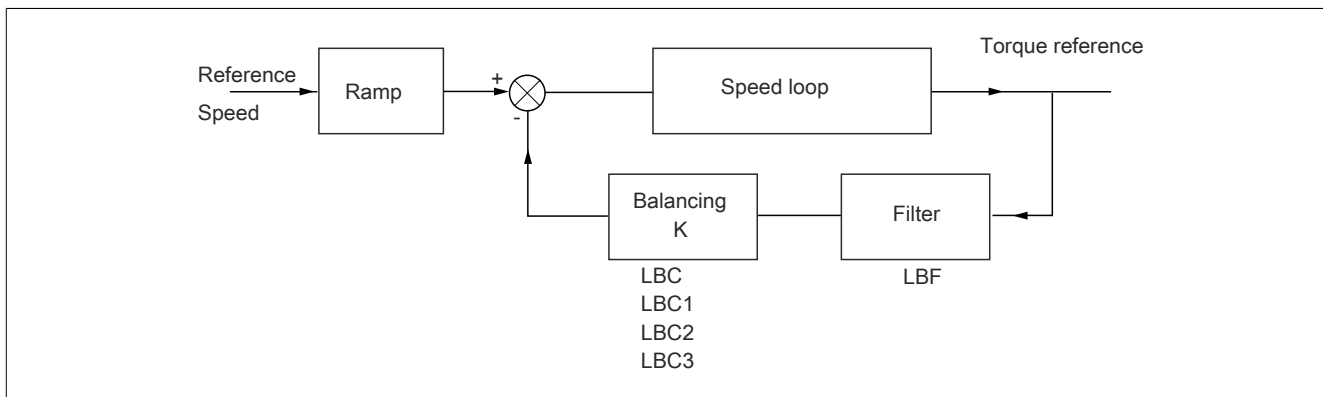 Torque reference
Reference
Speed
Ramp
+
-
Speed loop
Balancing
K
Filter
LBC
LBC1
LBC2
LBC3
LBF